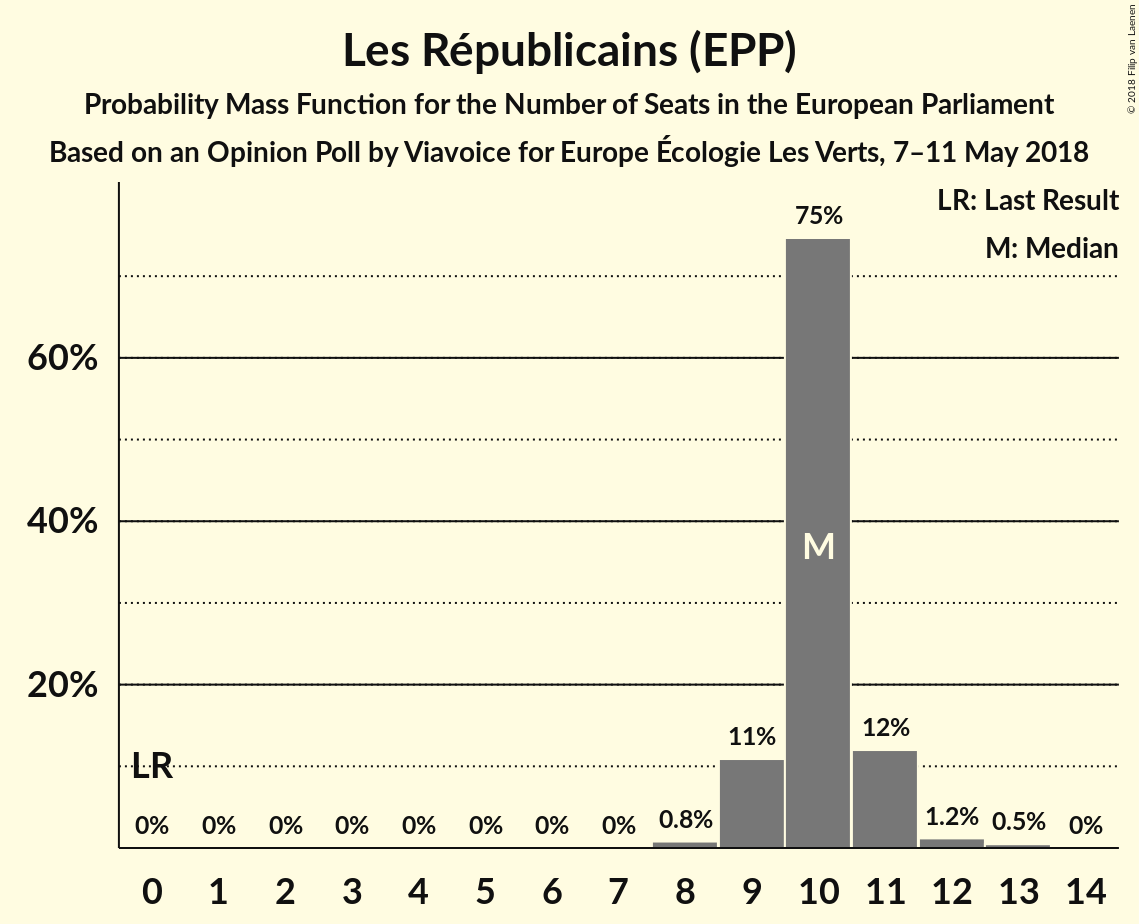 Les Républicains (EPP)
Probability Mass Function for the Number of Seats in the European Parliament
Based on an Opinion Poll by Viavoice for Europe Écologie Les Verts, 7–11 May 2018
© 2018 Filip van Laenen
LR: Last Result
M: Median
75%
60%
40%
M
20%
12%
11%
LR
0% 0% 0% 0% 0% 0% 0% 0% 0.8% 1.2% 0.5% 0%
0 1 2 3 4 5 6 7 8 9 10 11 12 13 14